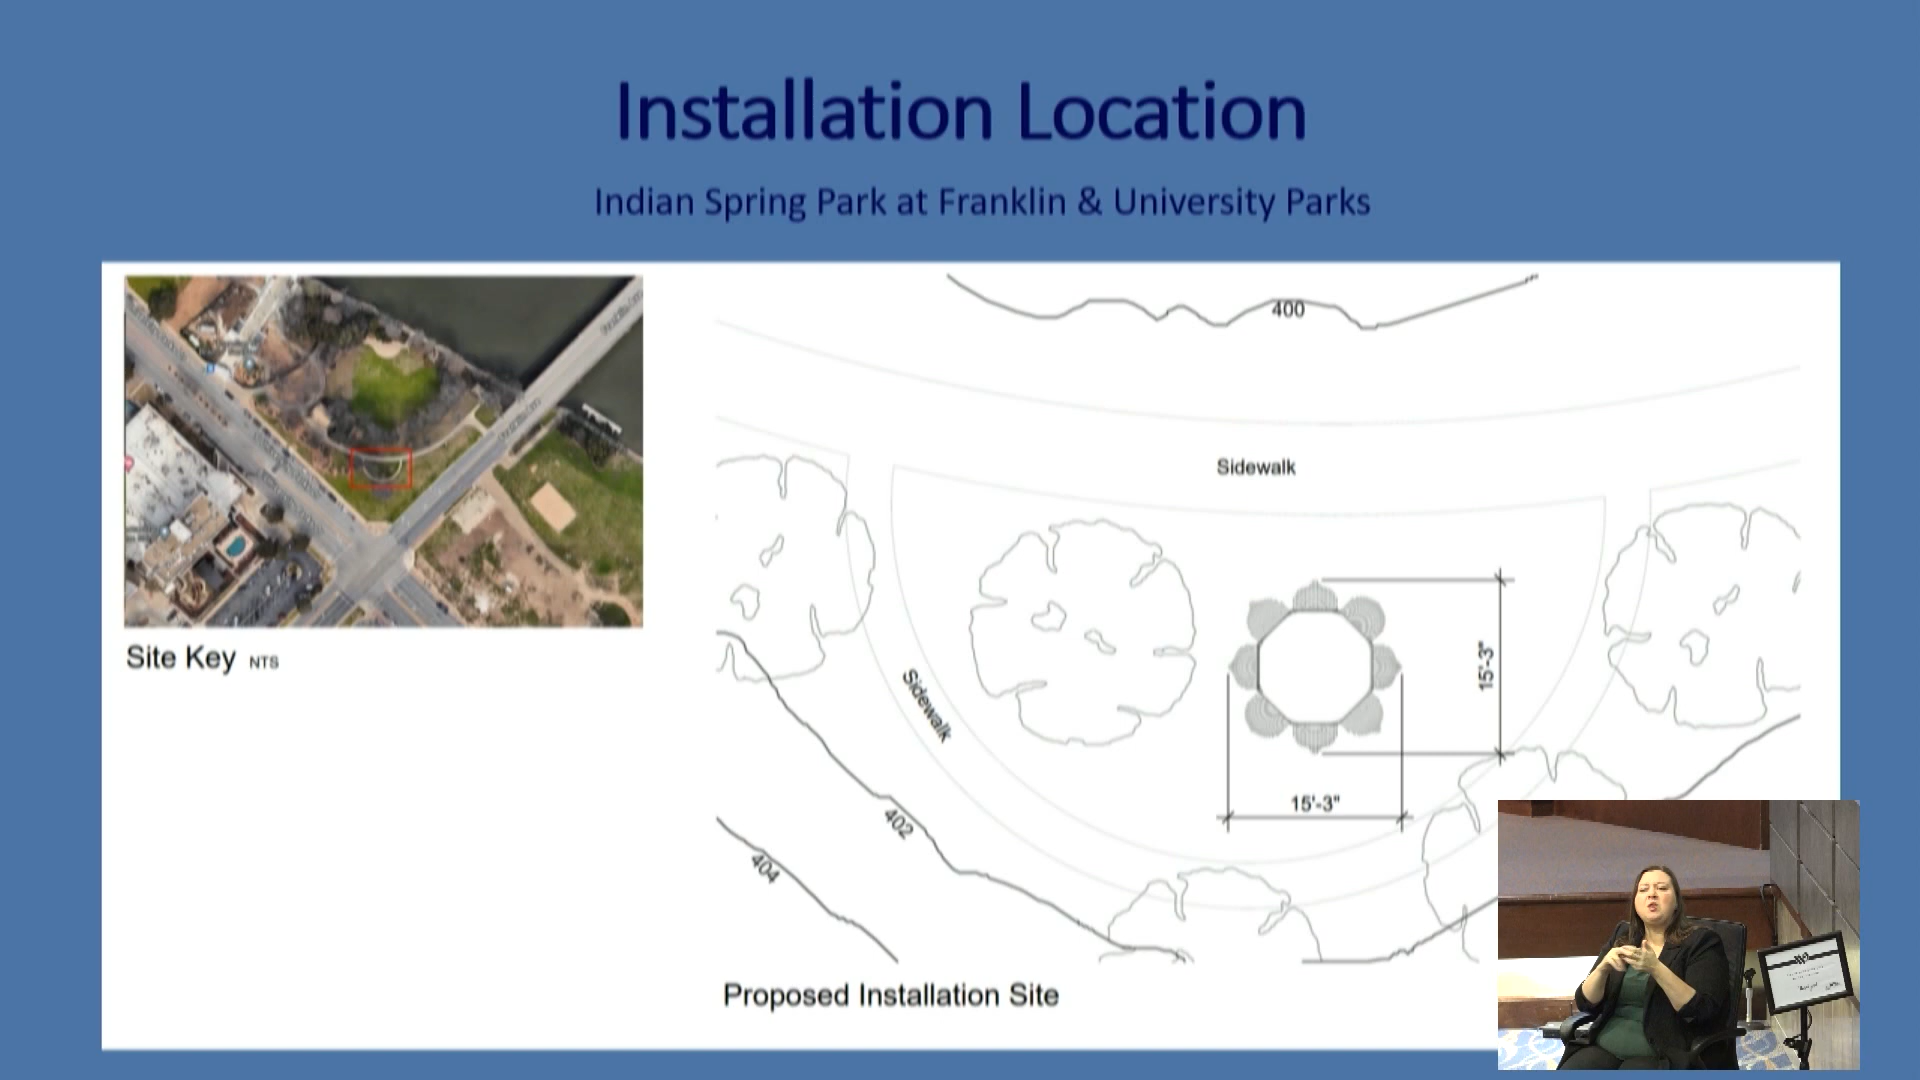 Installation Location
Indian Spring Park at Franklin & University Parks
400
Sidewalk
15'-3"
Sidewalk
15'-3"
402
404
Site Key NTS
Proposed Installation Site